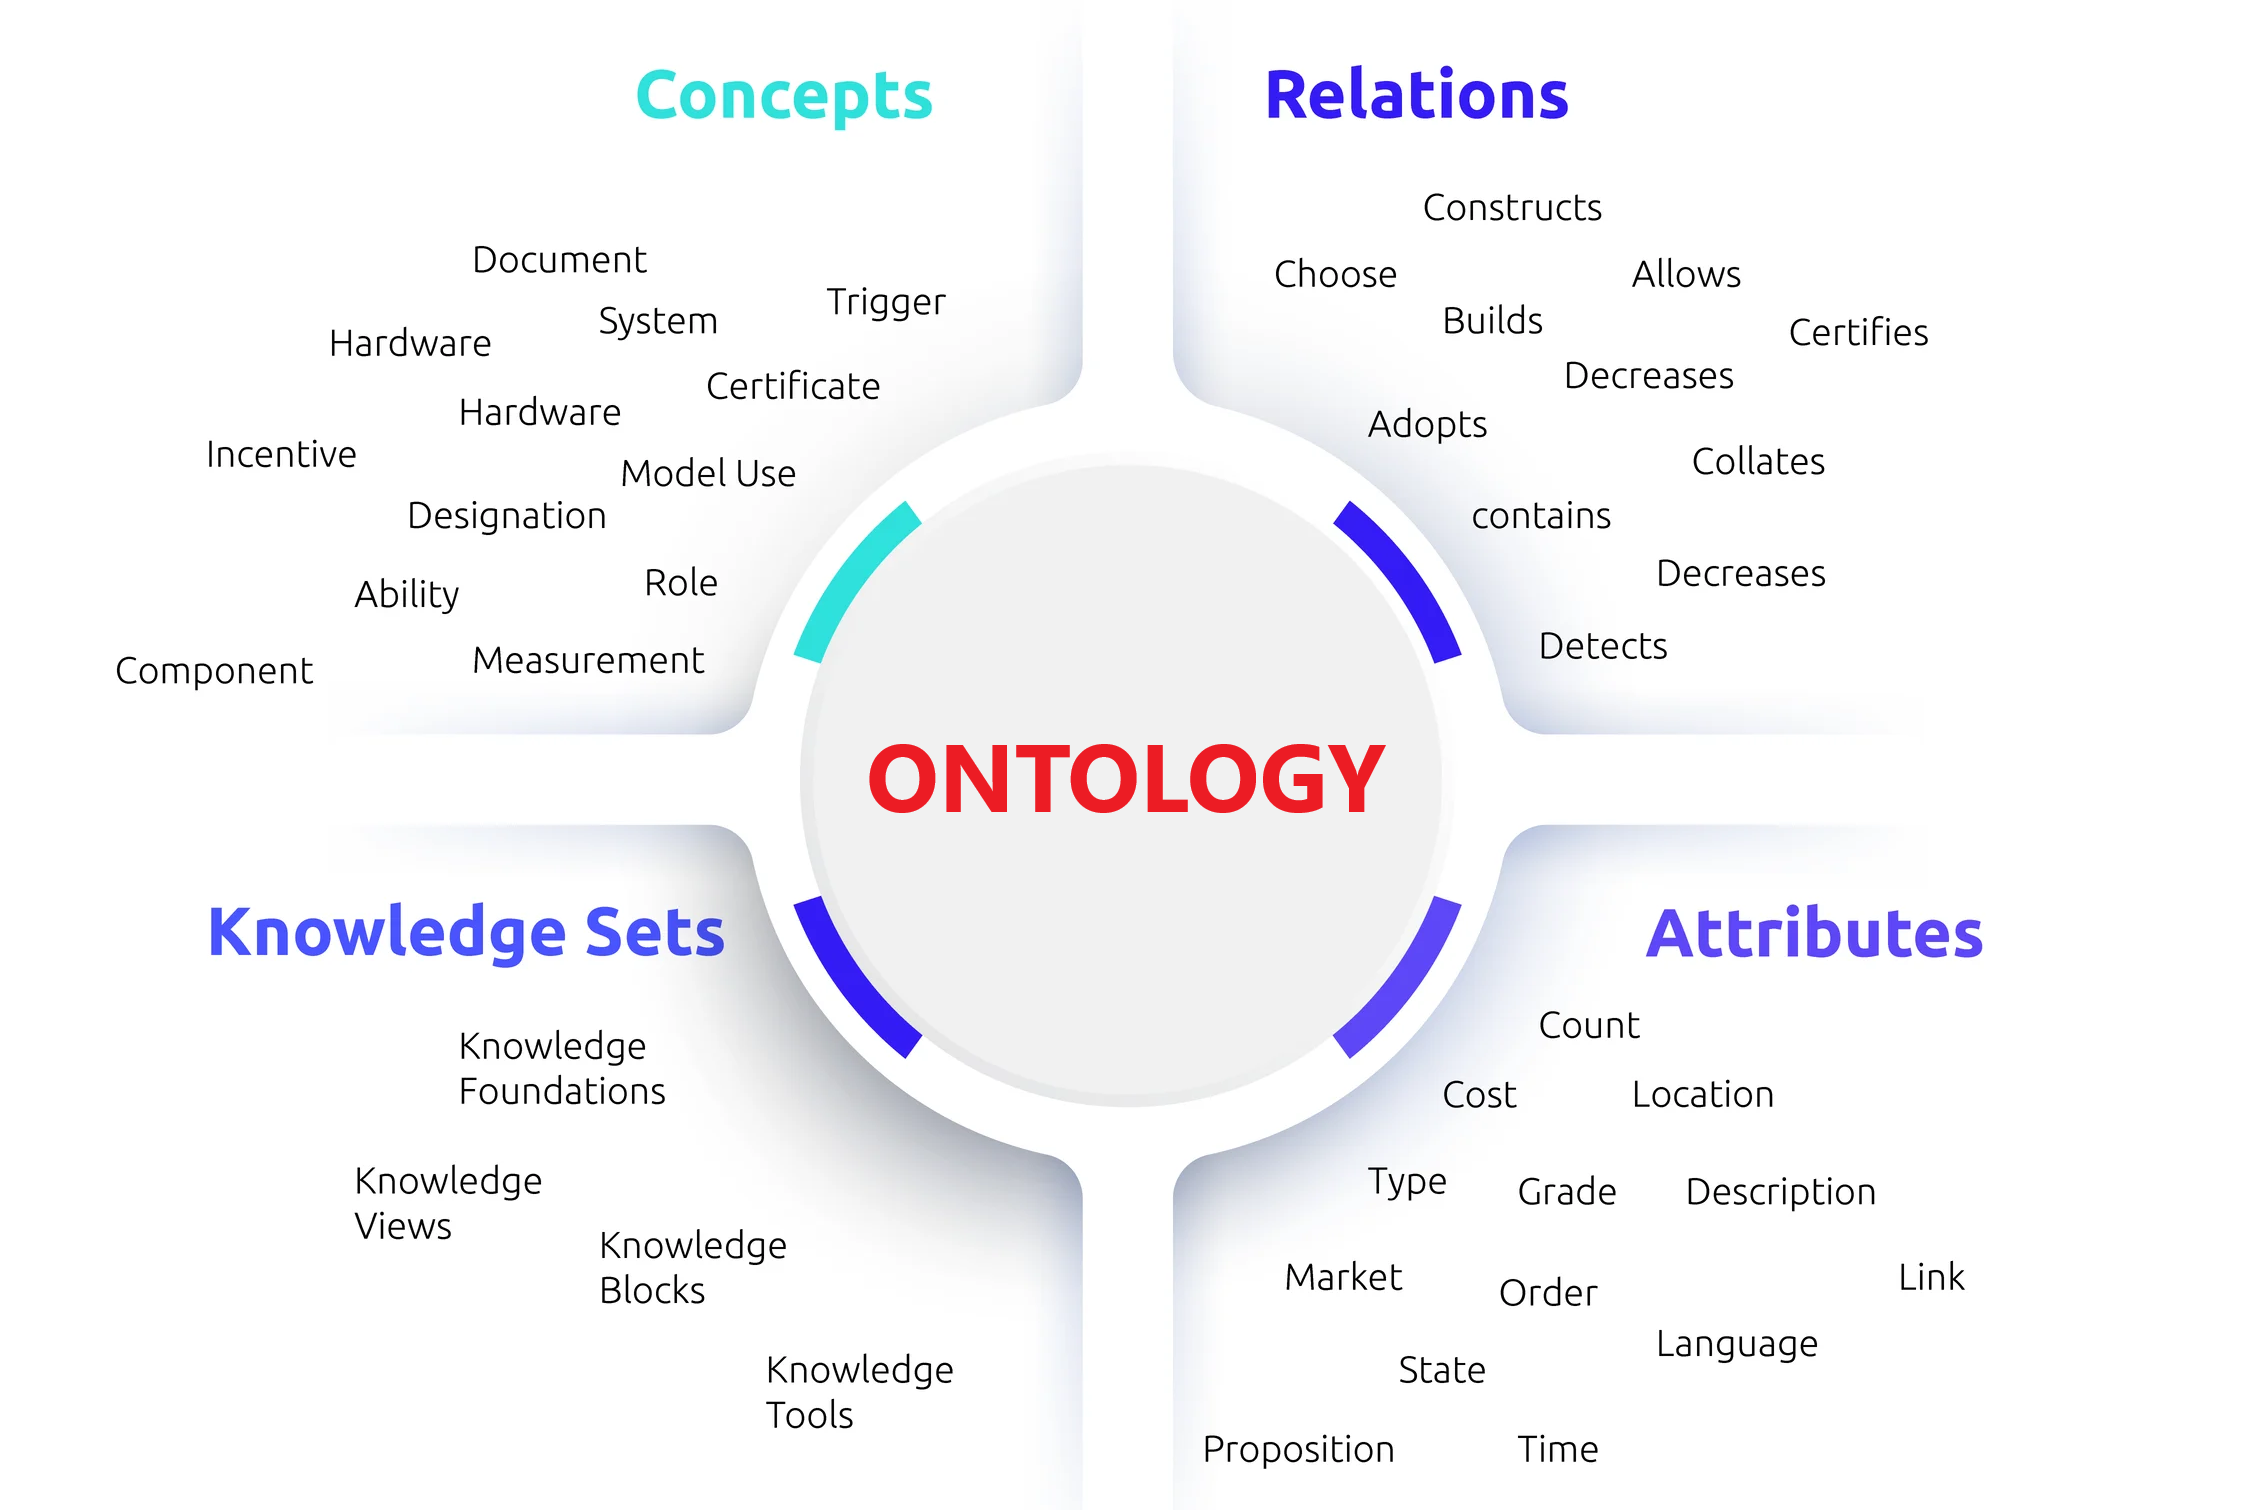 Concepts
Document
Trigger
System
Hardware
Certificate
Hardware
Incentive
Model Use
Designation
Role
Ability
Measurement
Component
Relations
Constructs
Choose
Allows
Builds
Certifies
Decreases
Adopts
Collates
contains
Decreases
Detects
ONTOLOGY
Knowledge Sets
Knowledge
Foundations
Knowledge
Views
Knowledge
Blocks
Knowledge
Tools
Attributes
Count
Cost
Location
Type
Grade
Description
Market
Order
Link
Language
State
Proposition
Time